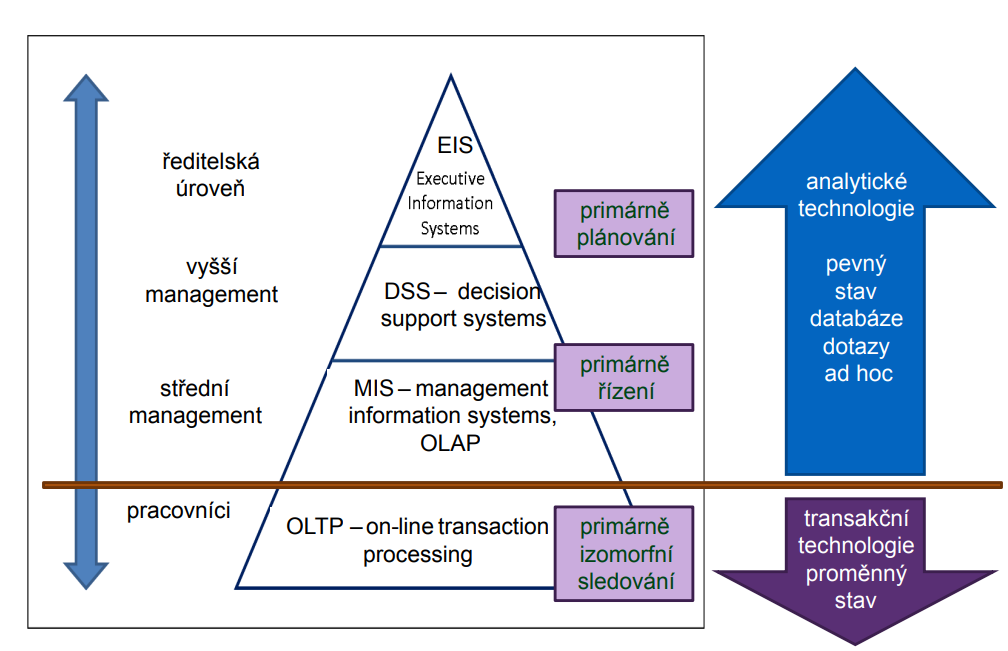 EIS
Executive
Information
Systems
ředitelská
úroveň
primárně
plánování
vyšší
management
DSS – decision
support systems
primárně
řízení
střední
management
MIS – management
information systems,
OLAP
pracovníci
OLTP – on-line transaction
processing
primárně
izomorfní
sledování
analytické
technologie
pevný
stav
databáze
dotazy
ad hoc
transakční
technologie
proměnný
stav